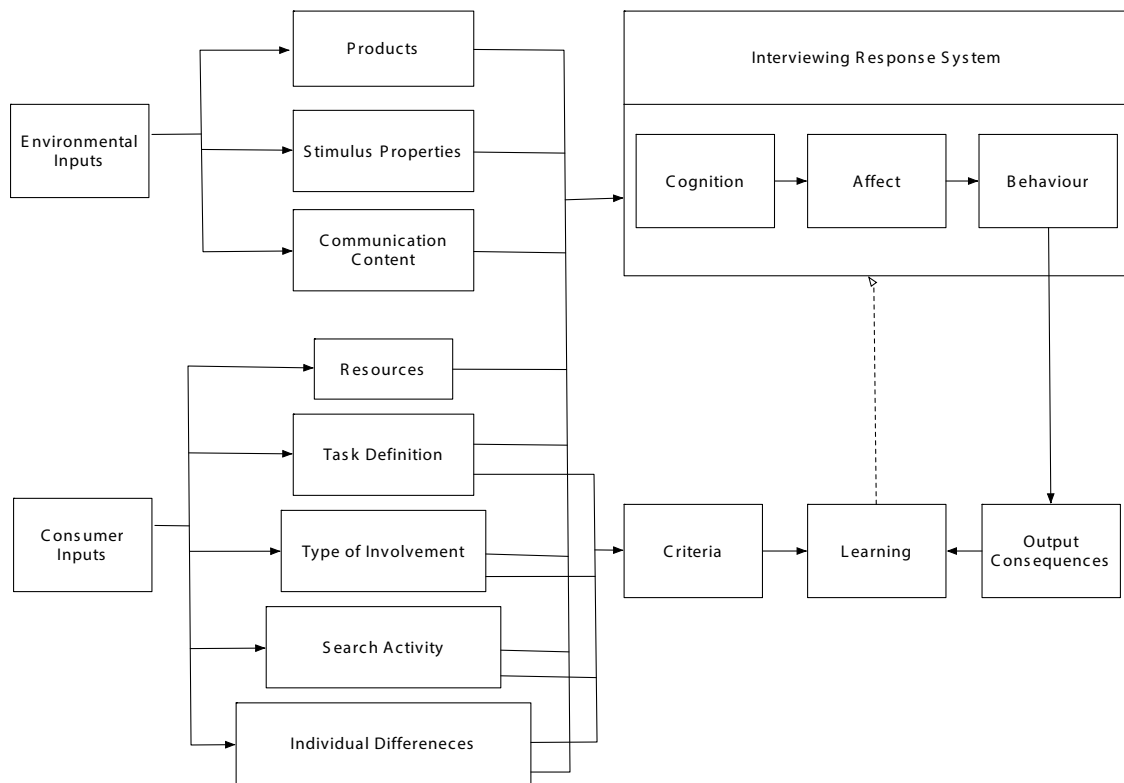 Environmental
Inputs
Products
Stimulus Properties
Communication
Content
Interviewing Response System
Cognition
Affect
Behaviour
Consumer
Inputs
Resources
Task Definition
Type of Involvement
Search Activity
Individual Differeneces
Criteria
Learning
Output
Consequences